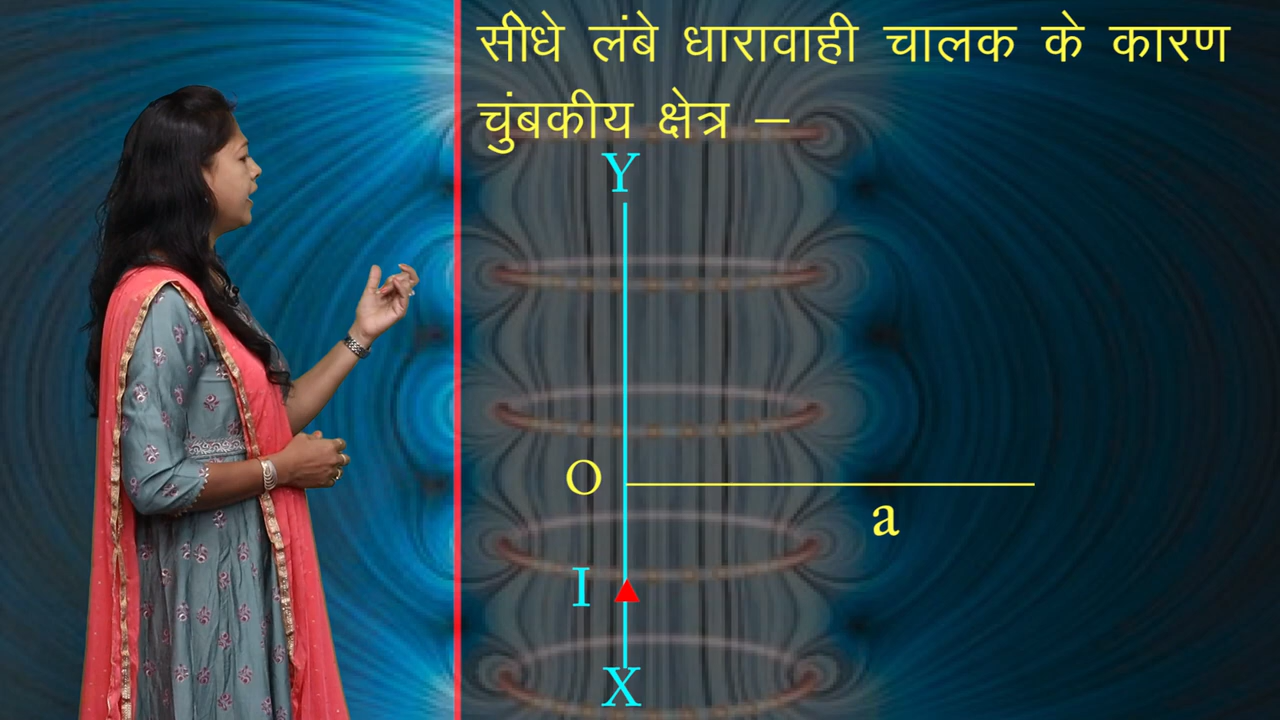 सीधे लंबे धारावाही चालक के कारण
चुंबकीय क्षेत्र –
Y
O
a
I
X